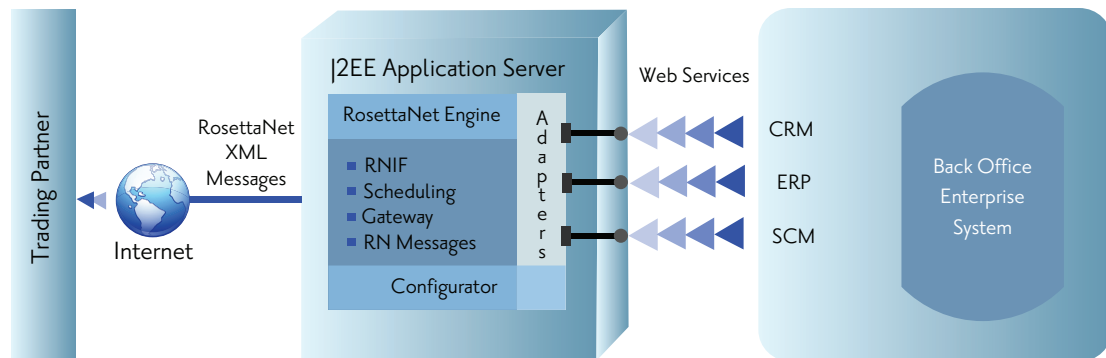 Trading Partner
RosettaNet
XML
Messages
Internet
J2EE Application Server
RosettaNet Engine
RNIF
Scheduling
Gateway
RN Messages
Configurator
Adapters
Web Services
CRM
ERP
SCM
Back Office
Enterprise
System